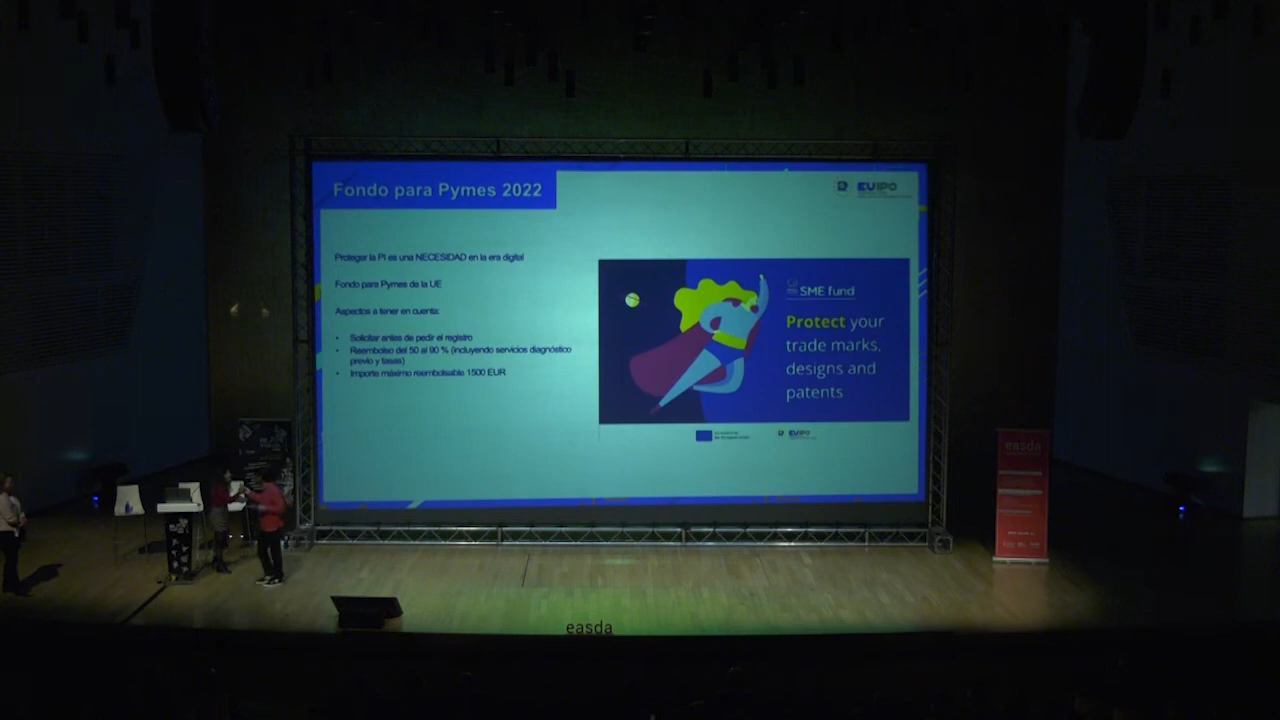 Fondo para Pymes 2022
EUIPO
Proteger la PI es una NECESIDAD en la era digital
Fondo para Pymes de la UE
Aspectos a tener en cuenta:
• Solicitar antes de pedir el registro
• Reembolso del 50 al 90 % (incluyendo servicios diagnóstico
previo y tasas)
• Importe máximo reembolsable 1500 EUR
SME fund
Protect your
trade marks,
designs and
patents
EUIPO
easda
easda